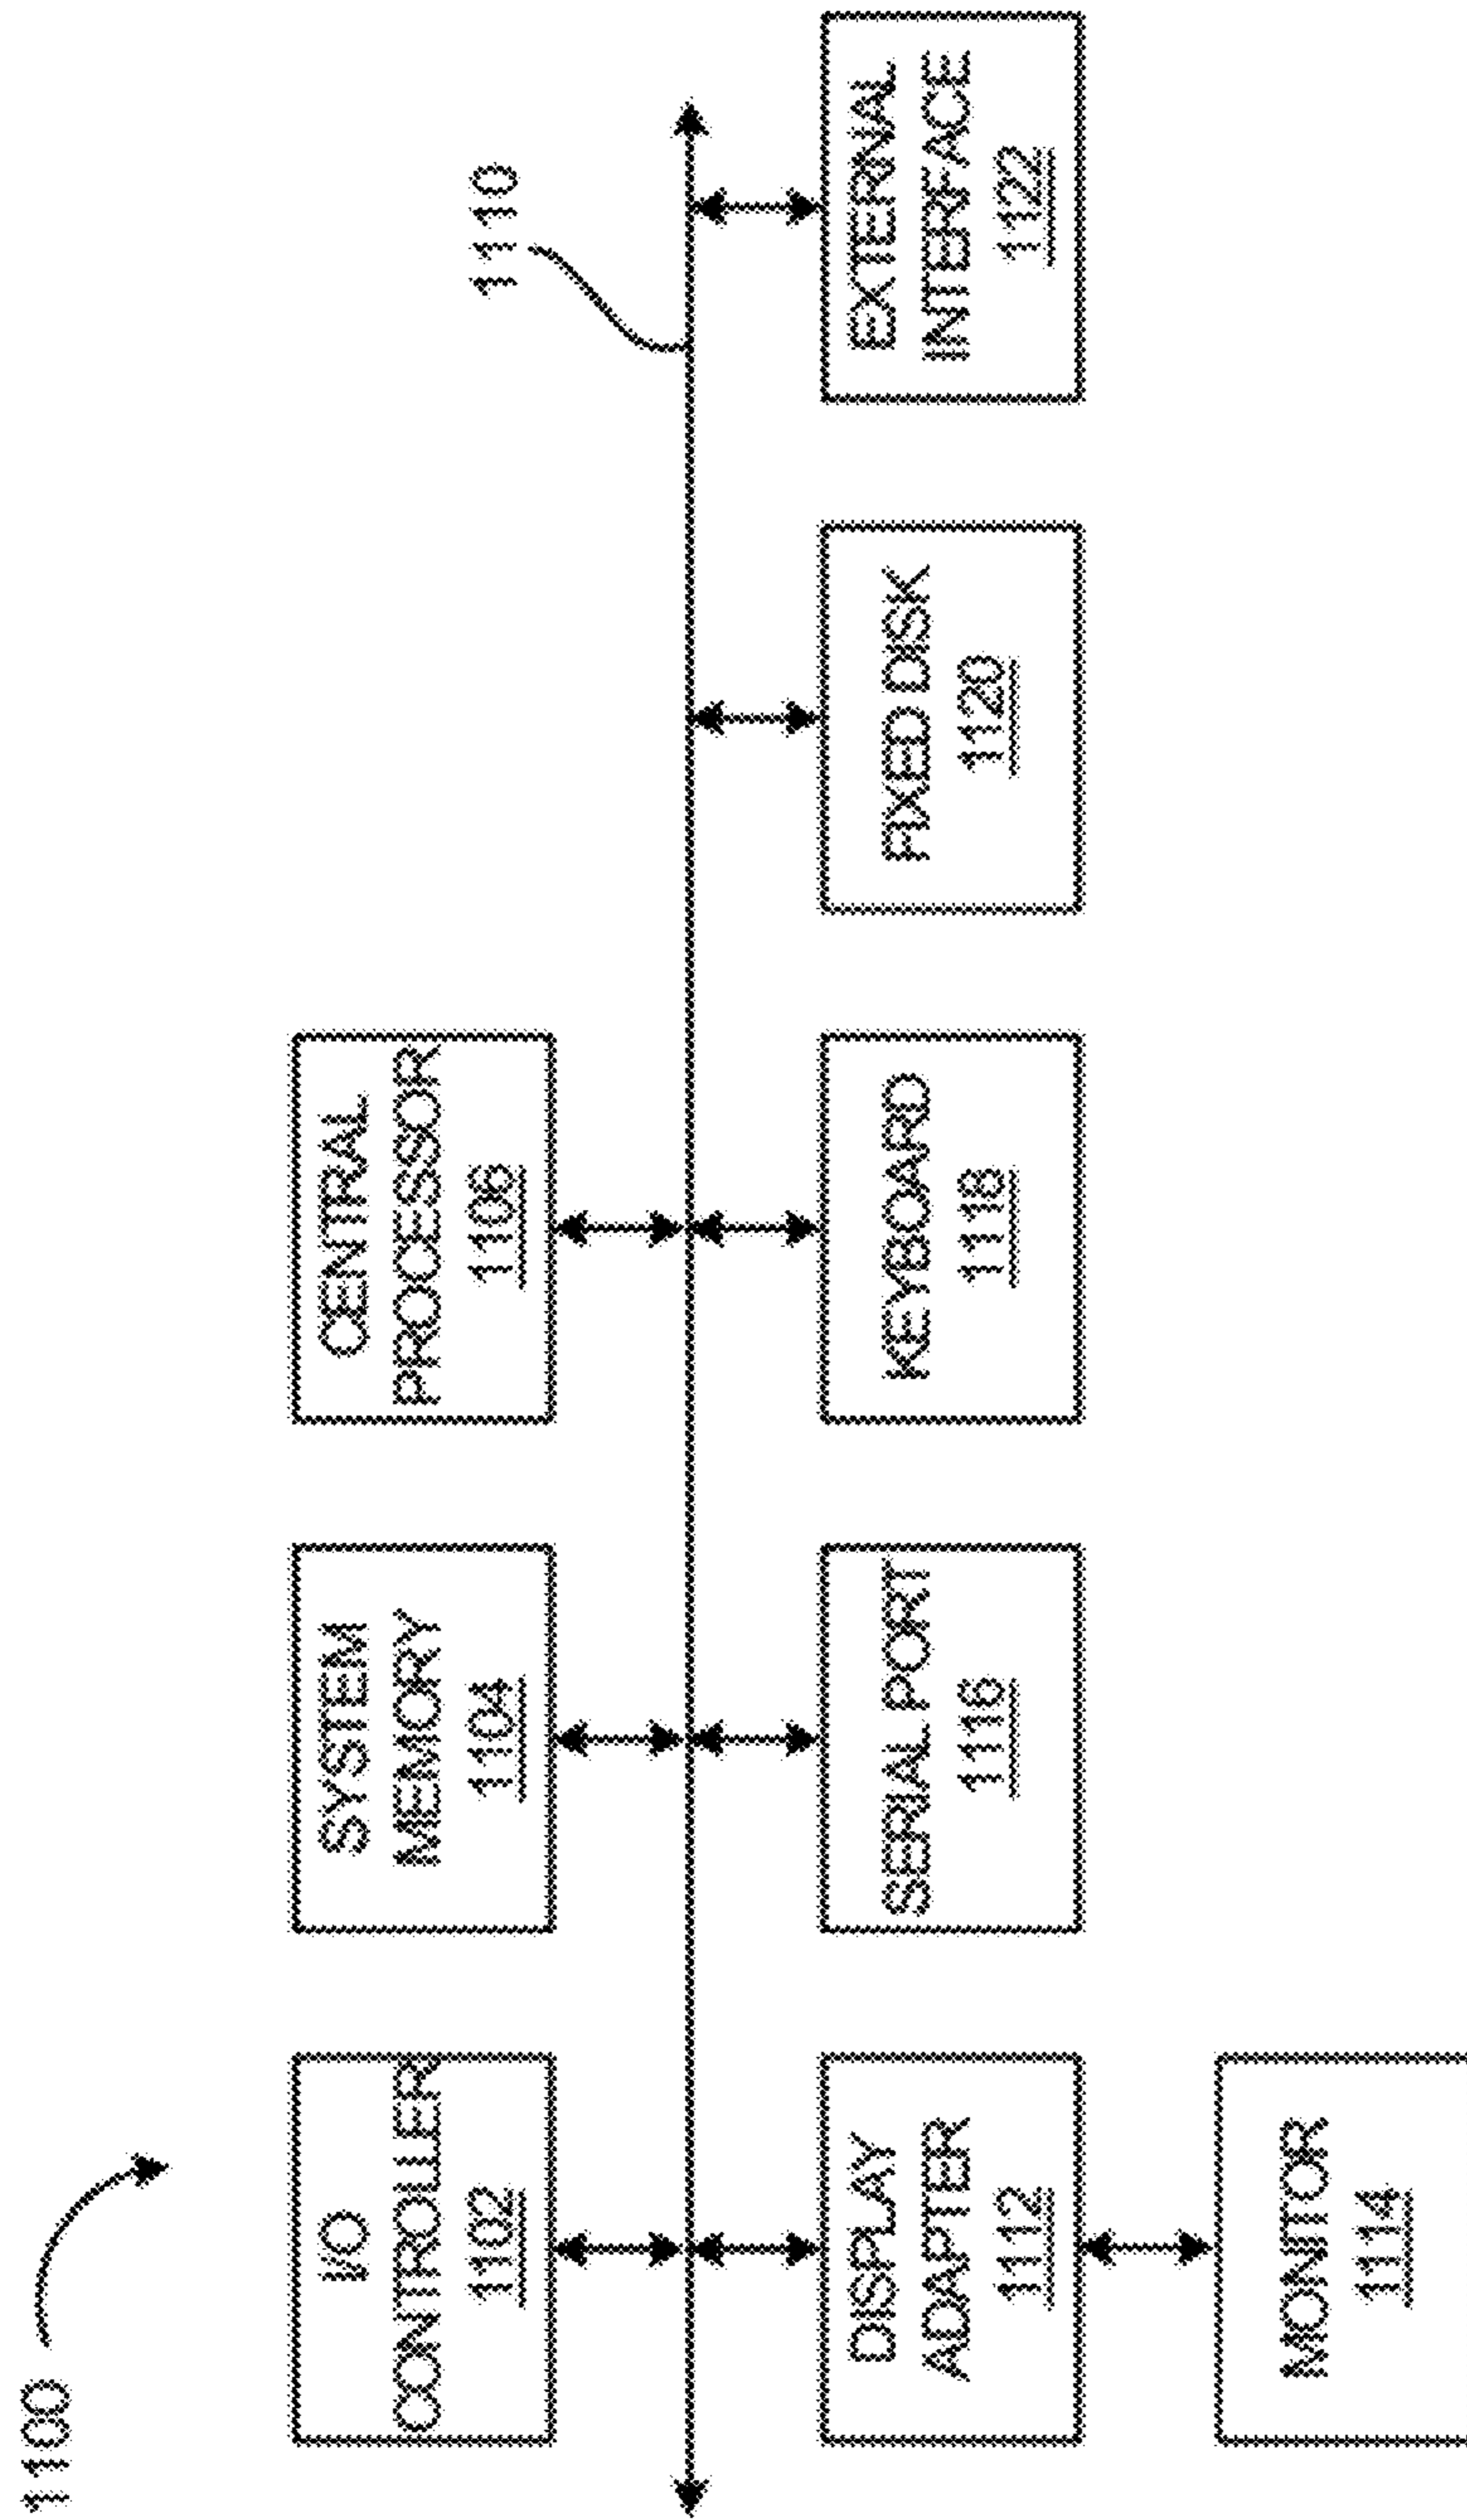 1100
I/O
CONTROLLER
1102
SYSTEM
MEMORY
1104
CENTRAL
PROCESSOR
1106
1110
DISPLAY
ADAPTER
1112
SERIAL PORT
1116
KEYBOARD
1118
FIXED DISK
1120
EXTERNAL
INTERFACE
1122
MONITOR
1114